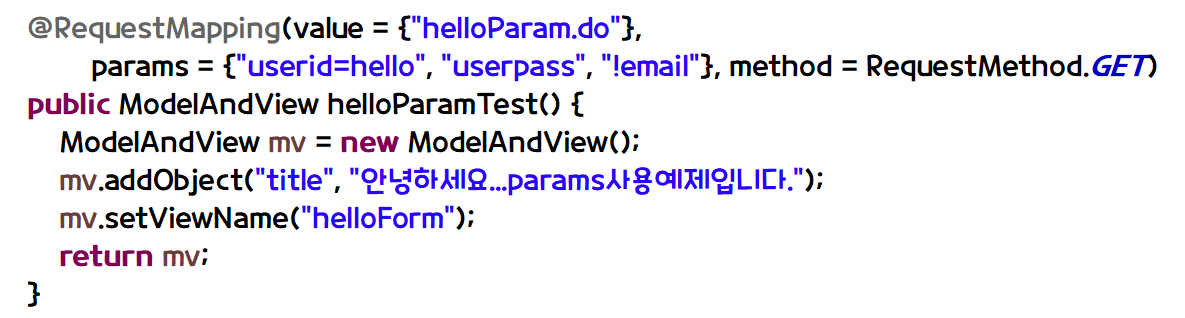 @RequestMapping(value = {"helloParam.do"},
params = {"userid=hello", "userpass", "!email"}, method = RequestMethod.GET)
public ModelAndView helloParamTest() {
ModelAndView mv = new ModelAndView();
mv.addObject("title", "안녕하세요...params사용예제입니다.");
mv.setViewName("helloForm");
return mv;
}